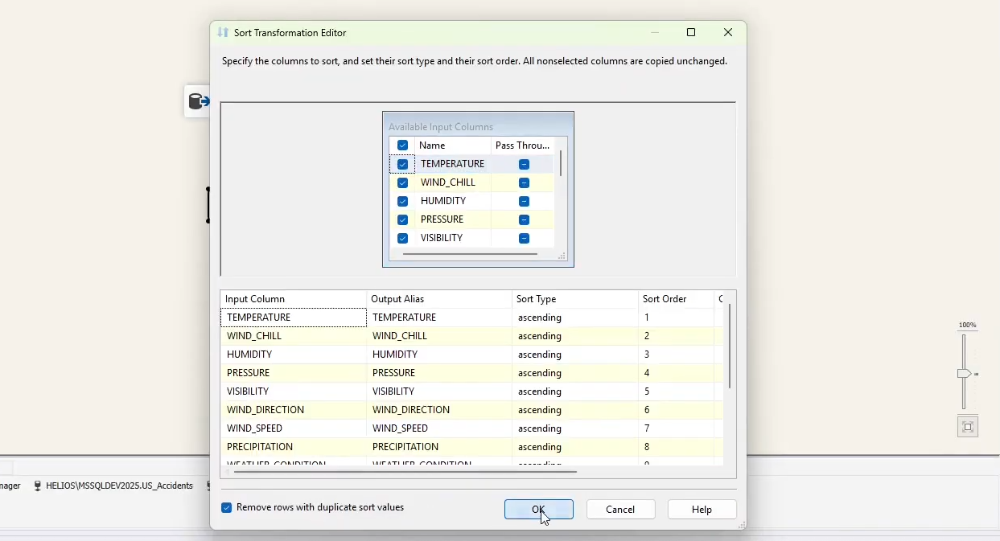 Sort Transformation Editor
Specify the columns to sort, and set their sort type and their sort order. All nonselected columns are copied unchanged.
Available Input Columns
Name Pass Throu...
TEMPERATURE
WIND_CHILL
HUMIDITY
PRESSURE
VISIBILITY
Input Column Output Alias Sort Type Sort Order
TEMPERATURE TEMPERATURE ascending 1
WIND_CHILL WIND_CHILL ascending 2
HUMIDITY HUMIDITY ascending 3
PRESSURE PRESSURE ascending 4
VISIBILITY VISIBILITY ascending 5
WIND_DIRECTION WIND_DIRECTION ascending 6
WIND_SPEED WIND_SPEED ascending 7
PRECIPITATION PRECIPITATION ascending 8
WEATHER_CONDITION WEATHER_CONDITION ascending 9
Remove rows with duplicate sort values
OK Cancel Help
100%
nager HELIOS\MSSQLDEV2025.US_Accidents